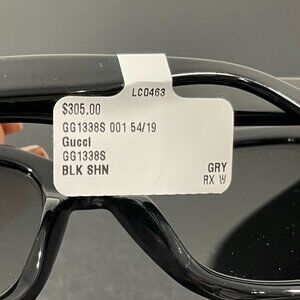 LC0463
$305.00
GG1338S 001 54/19
Gucci
GG1338S
BLK SHN GRY
RX W